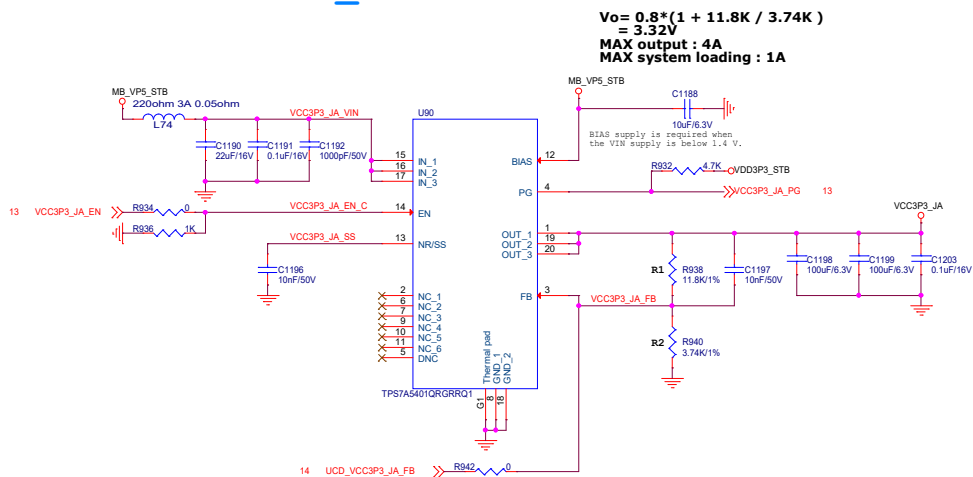 Vo= 0.8*(1 + 11.8K / 3.74K )
= 3.32V
MAX output : 4A
MAX system loading : 1A
MB_VP5_STB
220ohm 3A 0.05ohm
L74
VCC3P3_JA_VIN
C1190
22uF/16V
C1191
0.1uF/16V
C1192
1000pF/50V
U90
MB_VP5_STB
C1188
10uF/6.3V
BIAS supply is required when
the VIN supply is below 1.4 V.
15
IN_1
16
IN_2
17
IN_3
BIAS
12
R932
4.7K
VDD3P3_STB
PG
4
VCC3P3_JA_PG
13
13
VCC3P3_JA_EN
R934
0
VCC3P3_JA_EN_C
14
EN
R936
1K
VCC3P3_JA_SS
13
NR/SS
C1196
10nF/50V
VCC3P3_JA
OUT_1
1
OUT_2
19
OUT_3
20
R1
R938
11.8K/1%
C1197
10nF/50V
C1198
100uF/6.3V
C1199
100uF/6.3V
C1203
0.1uF/16V
FB
3
VCC3P3_JA_FB
R2
R940
3.74K/1%
2
NC_1
6
NC_2
7
NC_3
9
NC_4
10
NC_5
11
NC_6
5
DNC
Thermal pad
GND_1
GND_2
G1
8
18
TPS7A5401QRGRRQ1
14
UCD_VCC3P3_JA_FB
R942
0